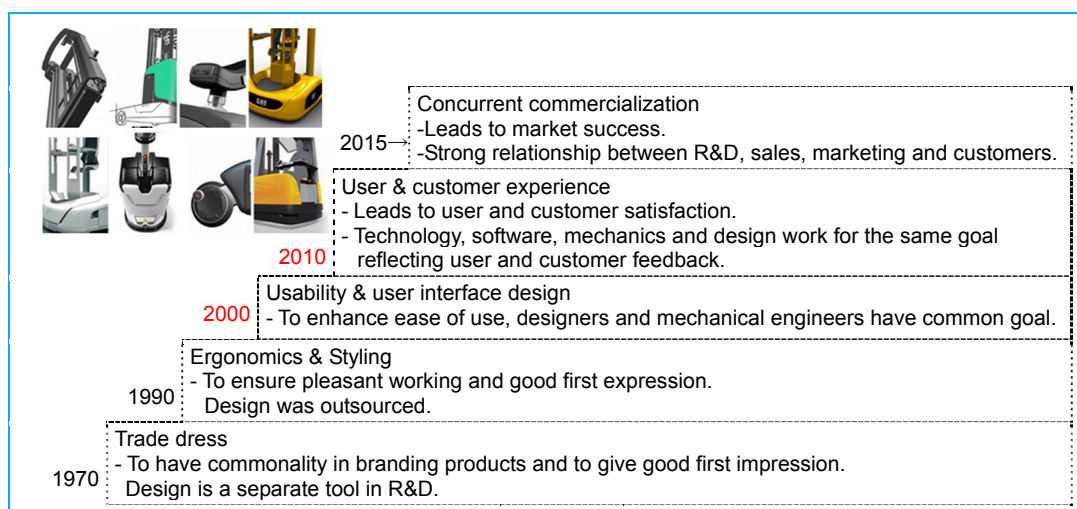 CAT
Concurrent commercialization
-Leads to market success.
2015→
-Strong relationship between R&D, sales, marketing and customers.
User & customer experience
- Leads to user and customer satisfaction.
- Technology, software, mechanics and design work for the same goal
2010
reflecting user and customer feedback.
Usability & user interface design
2000
- To enhance ease of use, designers and mechanical engineers have common goal.
Ergonomics & Styling
- To ensure pleasant working and good first expression.
1990
Design was outsourced.
Trade dress
- To have commonality in branding products and to give good first impression.
1970
Design is a separate tool in R&D.